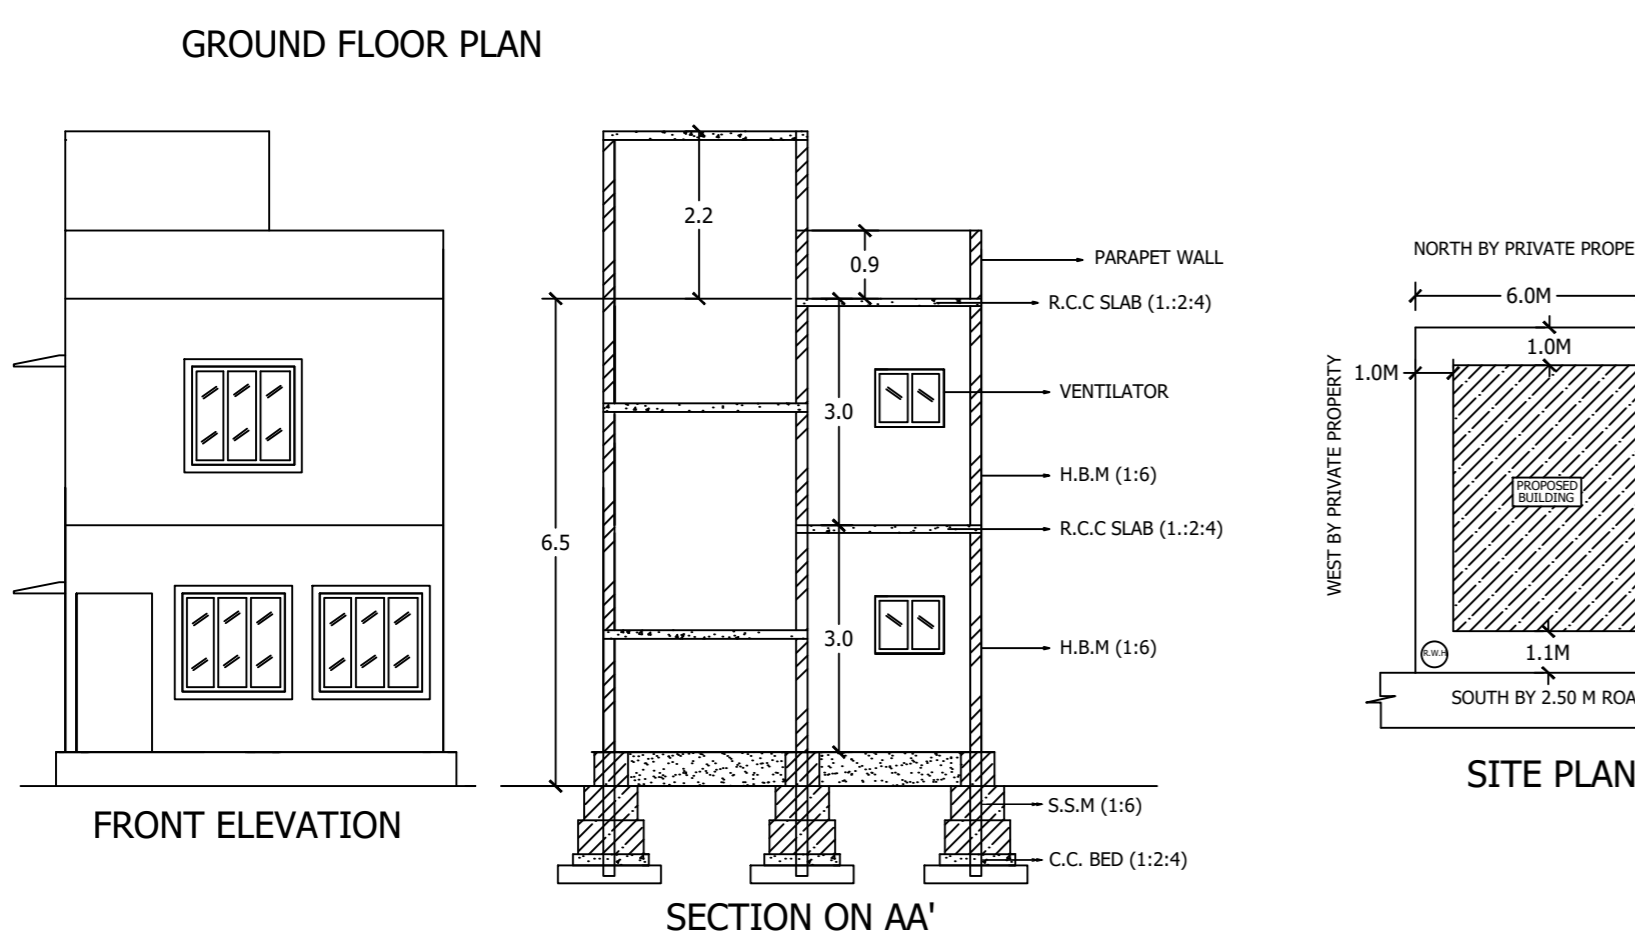 GROUND FLOOR PLAN
2.2
0.9
PARAPET WALL
R.C.C SLAB (1.:2:4)
3.0
VENTILATOR
H.B.M (1:6)
6.5
R.C.C SLAB (1.:2:4)
3.0
H.B.M (1:6)
S.S.M (1:6)
C.C. BED (1:2:4)
FRONT ELEVATION
SECTION ON AA'
NORTH BY PRIVATE PROPE
6.0M
1.0M
1.0M
WEST BY PRIVATE PROPERTY
PROPOSED
BUILDING
R.W.H
1.1M
SOUTH BY 2.50 M ROA
SITE PLAN